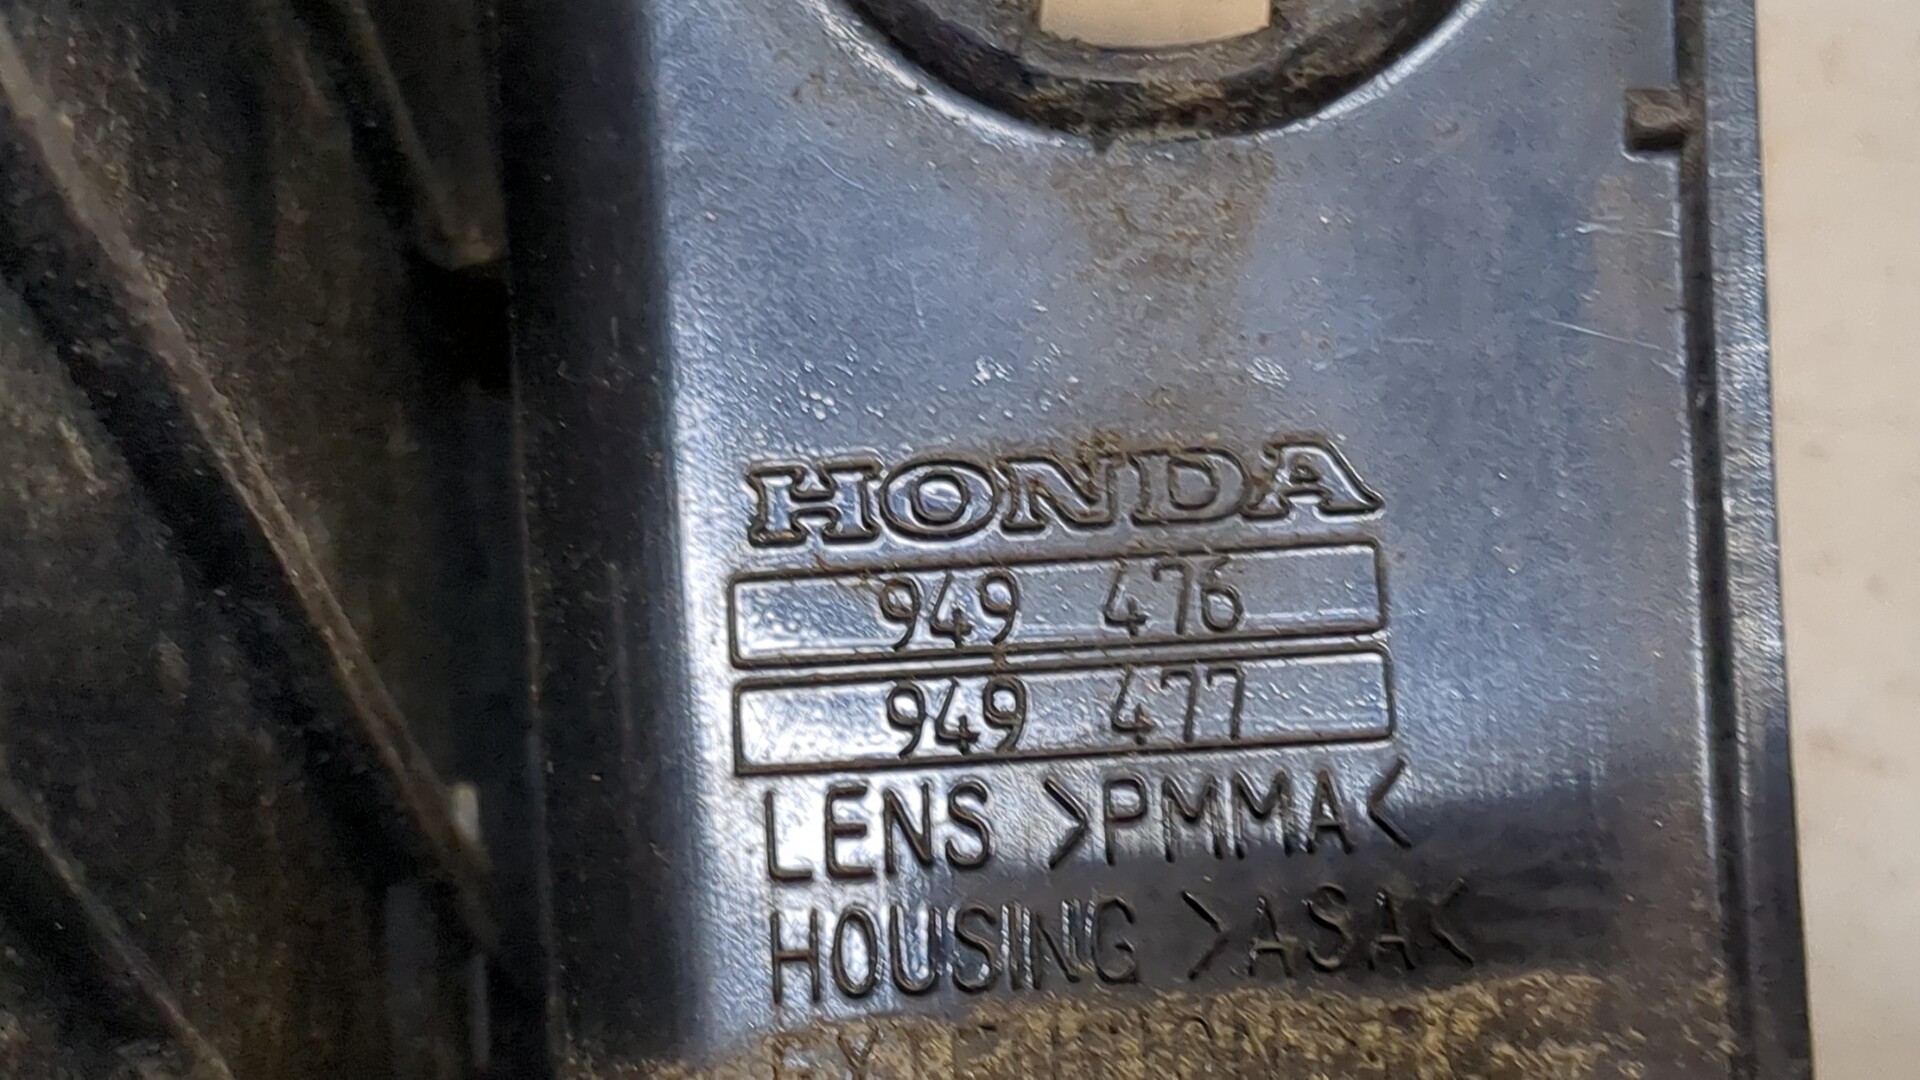 HONDA
949 476
949 477
LENS >PMMA<
HOUSING >ASA<